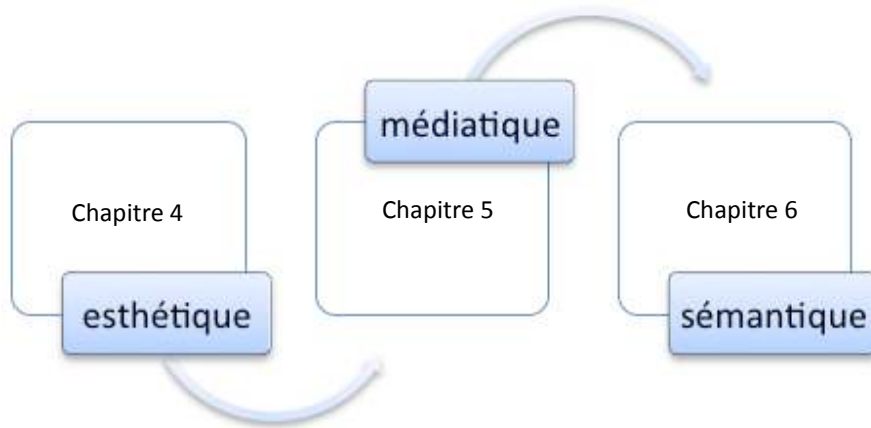 Chapitre 4
esthétique
médiatique
Chapitre 5
Chapitre 6
sémantique